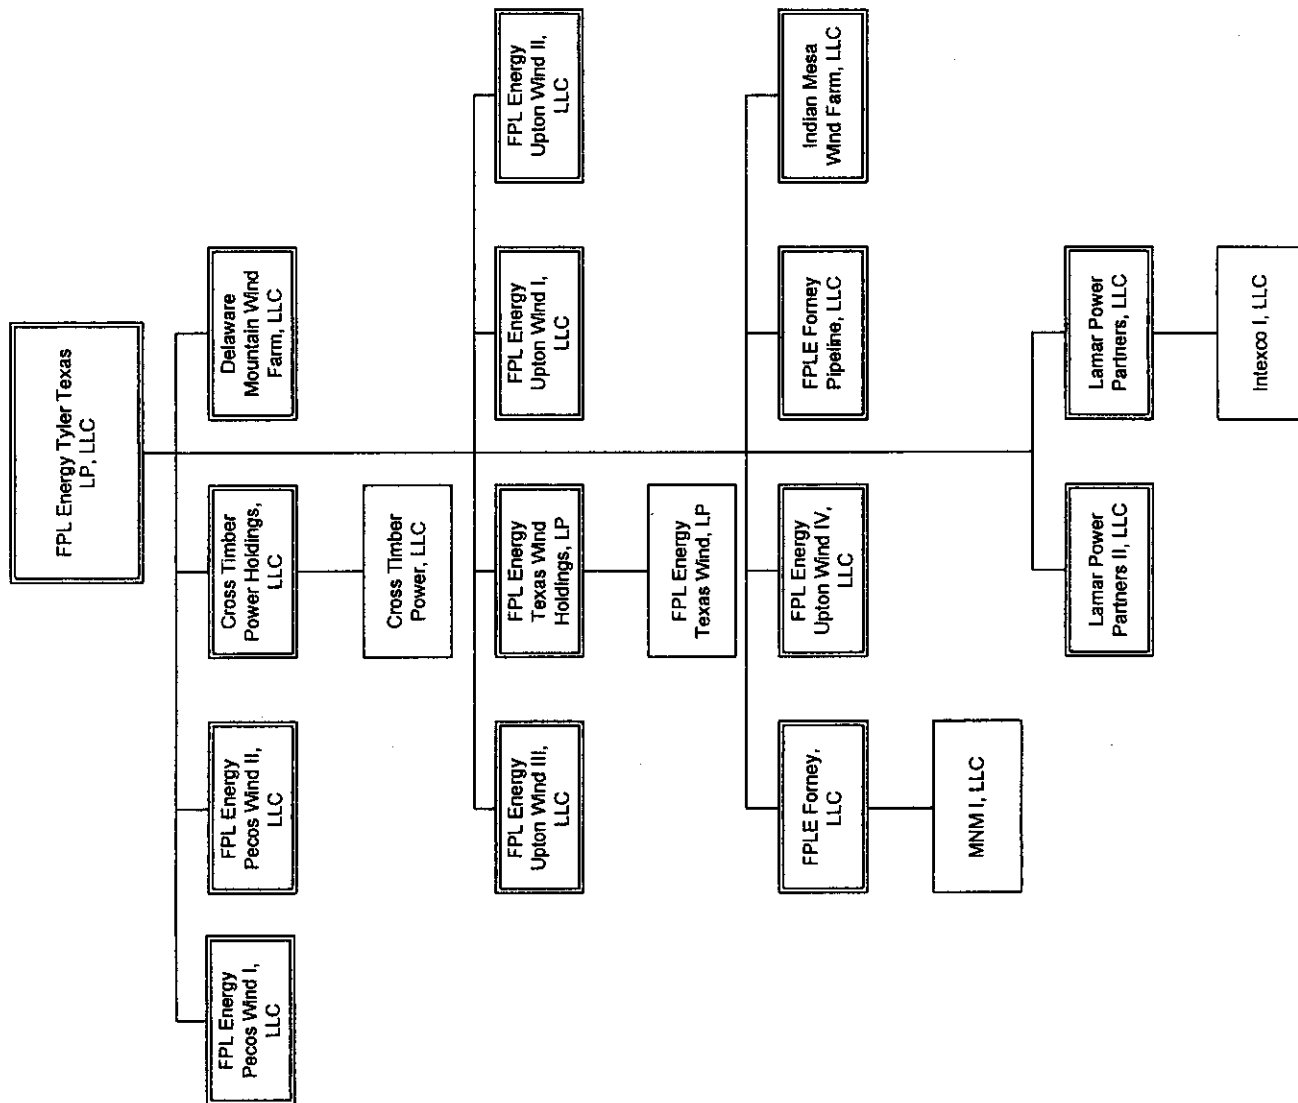 FPL Energy Tyler Texas
LP, LLC
FPL Energy
Pecos Wind I,
LLC
FPL Energy
Pecos Wind II,
LLC
Cross Timber
Power Holdings,
LLC
Delaware
Mountain Wind
Farm, LLC
Cross Timber
Power, LLC
FPL Energy
Upton Wind III,
LLC
FPL Energy
Texas Wind
Holdings, LP
FPL Energy
Upton Wind I,
LLC
FPL Energy
Upton Wind II,
LLC
FPL Energy
Texas Wind, LP
FPLE Forney,
LLC
FPL Energy
Upton Wind IV,
LLC
FPLE Forney
Pipeline, LLC
Indian Mesa
Wind Farm, LLC
MNM I, LLC
Lamar Power
Partners II, LLC
Lamar Power
Partners, LLC
Intexco I, LLC